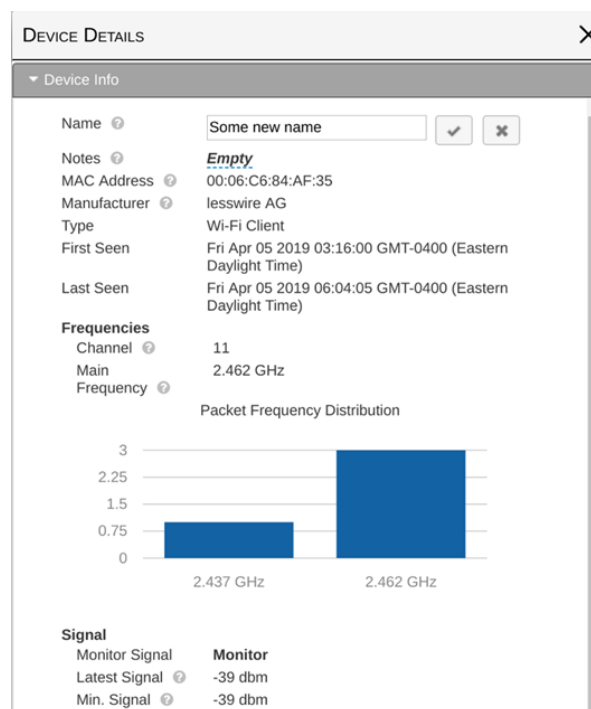 DEVICE DETAILS
Device Info
Name
Some new name
Notes
Empty
MAC Address
00:06:C6:84:AF:35
Manufacturer
lesswire AG
Type
Wi-Fi Client
First Seen
Fri Apr 05 2019 03:16:00 GMT-0400 (Eastern
Daylight Time)
Last Seen
Fri Apr 05 2019 06:04:05 GMT-0400 (Eastern
Daylight Time)
Frequencies
Channel
11
Main
Frequency
2.462 GHz
Packet Frequency Distribution
3
2.25
1.5
0.75
0
2.437 GHz
2.462 GHz
Signal
Monitor Signal
Monitor
Latest Signal
-39 dbm
Min. Signal
-39 dbm